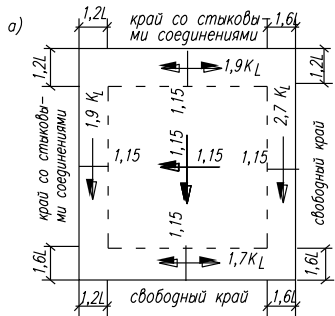 а)
1,2L
край со стыковы-
ми соединениями
1,6L
1,2L
1,9 K_L
1,2L
край со стыковы-
ми соединениями
1,9 K_L
1,15
2,7 K_L
свободный край
1,15
1,15
1,15
1,15
1,15
1,6L
1,7K_L
1,6L
1,2L
свободный край
1,6L